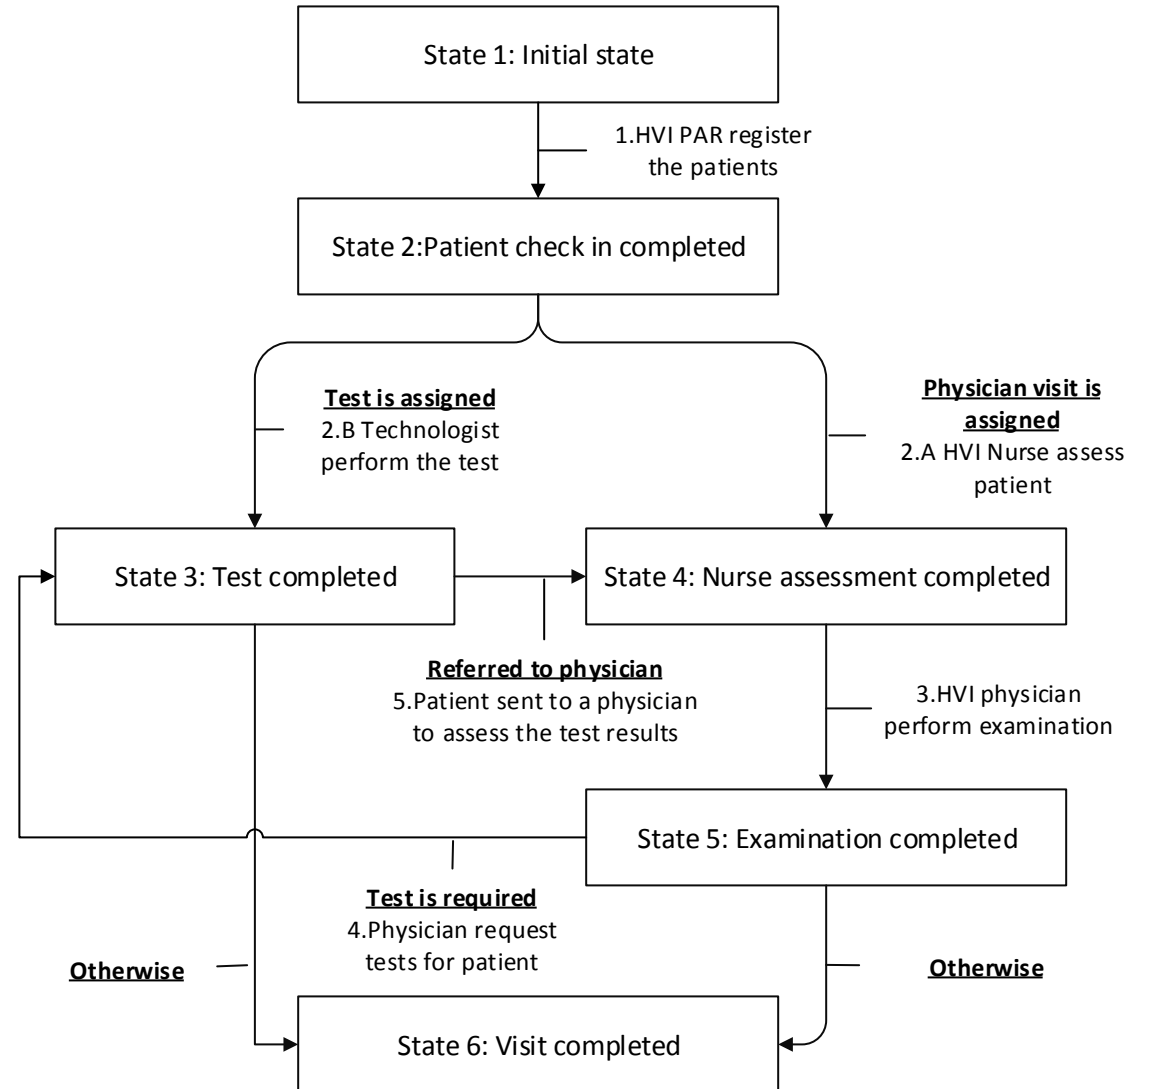 State 1: Initial state
1.HVI PAR register
the patients
State 2:Patient check in completed
Test is assigned
2.B Technologist
perform the test
Physician visit is
assigned
2.A HVI Nurse assess
patient
State 3: Test completed
State 4: Nurse assessment completed
Referred to physician
5.Patient sent to a physician
to assess the test results
3.HVI physician
perform examination
State 5: Examination completed
Test is required
4.Physician request
tests for patient
Otherwise
Otherwise
State 6: Visit completed